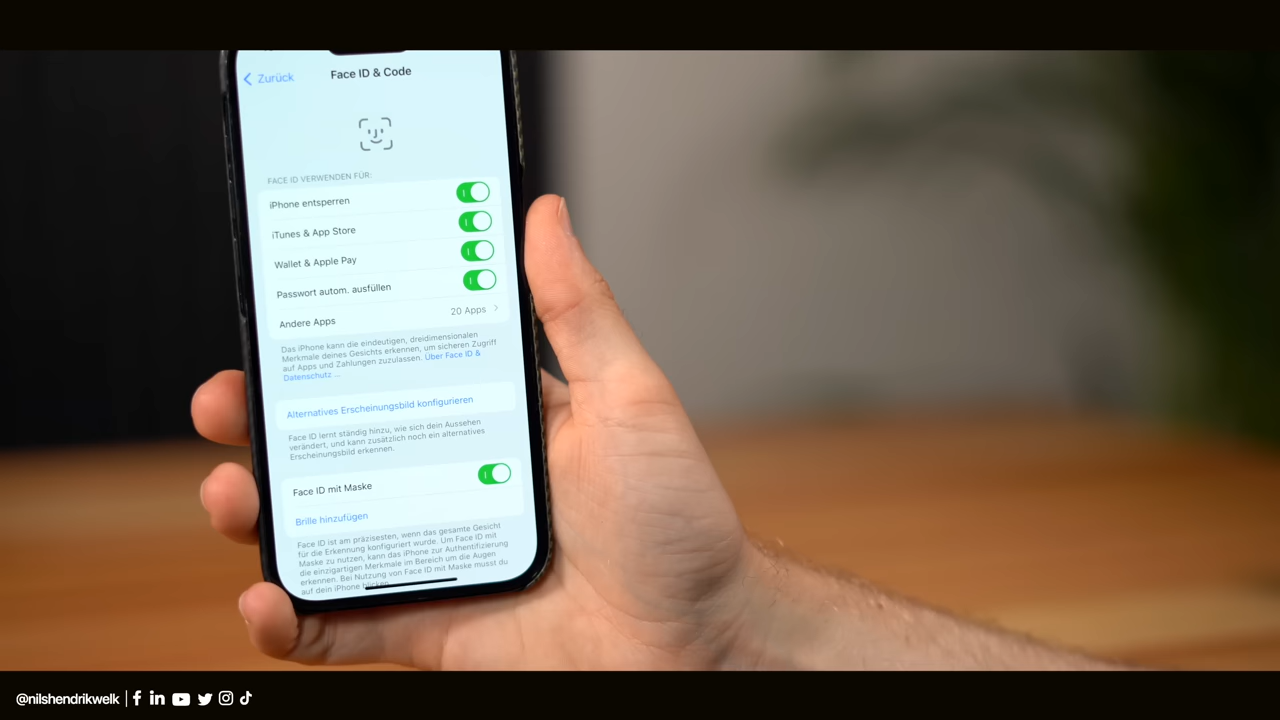 Zurück
Face ID & Code
FACE ID VERWENDEN FÜR:
iPhone entsperren
iTunes & App Store
Wallet & Apple Pay
Passwort autom. ausfüllen
Andere Apps 20 Apps
Das iPhone kann die eindeutigen, dreidimensionalen
Merkmale deines Gesichts erkennen, um sicheren Zugriff
auf Apps und Zahlungen zuzulassen. Über Face ID &
Datenschutz ...
Alternatives Erscheinungsbild konfigurieren
Face ID lernt ständig hinzu, wie sich dein Aussehen
verändert, und kann zusätzlich noch ein alternatives
Erscheinungsbild erkennen.
Face ID mit Maske
Brille hinzufügen
Face ID ist am präzisesten, wenn das gesamte Gesicht
für die Erkennung konfiguriert wurde. Um Face ID mit
Maske zu nutzen, kann das iPhone zur Authentifizierung
die einzigartigen Merkmale im Bereich um die Augen
erkennen. Bei Nutzung von Face ID mit Maske musst du
auf dein iPhone blicken.
@nilshendrikwelk